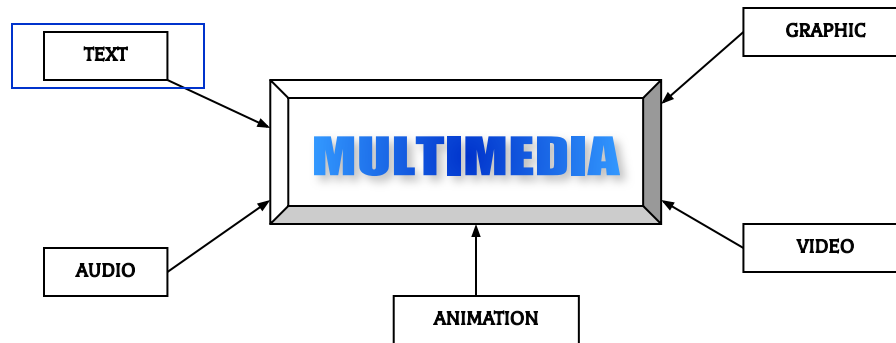 GRAPHIC
TEXT
MULTIMEDIA
VIDEO
AUDIO
ANIMATION